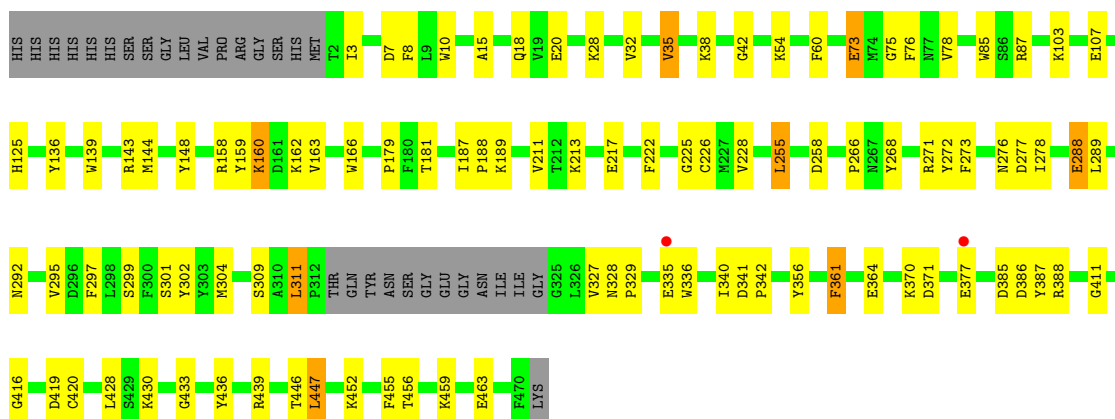 HIS HIS HIS HIS HIS HIS SER SER GLY LEU VAL PRO ARG GLY SER HIS MET T2 I3 D7 F8 L9 W10 A15 Q18 V19 E20 K28 V32 V35 K38 G42 K54 F60 E73 M74 G75 F76 N77 V78 W85 S86 R87 K103 E107
H125 Y136 W139 R143 M144 Y148 R158 Y159 K160 D161 K162 V163 W166 P179 F180 T181 I187 P188 K189 V211 T212 K213 E217 F222 G225 C226 M227 V228 L255 D258 P266 N267 Y268 R271 Y272 F273 N276 D277 I278 E288 L289
N292 V295 D296 F297 L298 S299 F300 S301 Y302 Y303 M304 S309 A310 L311 P312 THR GLN TYR ASN SER GLY GLU GLY ASN ILE ILE GLY G325 L326 V327 N328 P329 E335 W336 I340 D341 P342 Y356 F361 E364 K370 D371 E377 D385 D386 Y387 R388 G411
G416 D419 C420 L428 S429 K430 G433 Y436 R439 T446 L447 K452 F455 T456 K459 E463 F470 LYS